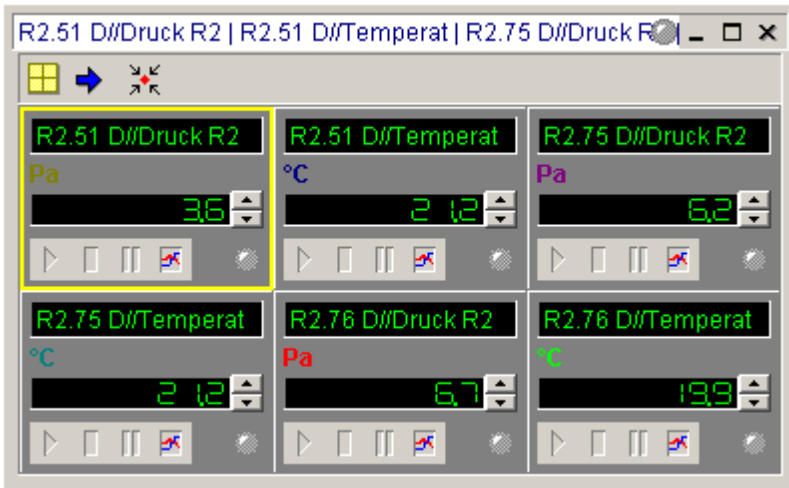 R2.51 D//Druck R2 | R2.51 D//Temperat | R2.75 D//Druck R
R2.51 D//Druck R2
Pa
3,6
R2.51 D//Temperat
°C
21,2
R2.75 D//Druck R2
Pa
6,2
R2.75 D//Temperat
°C
21,2
R2.76 D//Druck R2
Pa
6,7
R2.76 D//Temperat
°C
19,9